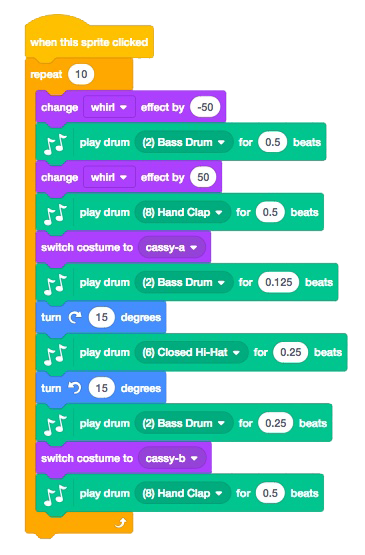 when this sprite clicked
repeat 10
change whirl effect by -50
play drum (2) Bass Drum for 0.5 beats
change whirl effect by 50
play drum (8) Hand Clap for 0.5 beats
switch costume to cassy-a
play drum (2) Bass Drum for 0.125 beats
turn 15 degrees
play drum (6) Closed Hi-Hat for 0.25 beats
turn 15 degrees
play drum (2) Bass Drum for 0.25 beats
switch costume to cassy-b
play drum (8) Hand Clap for 0.5 beats